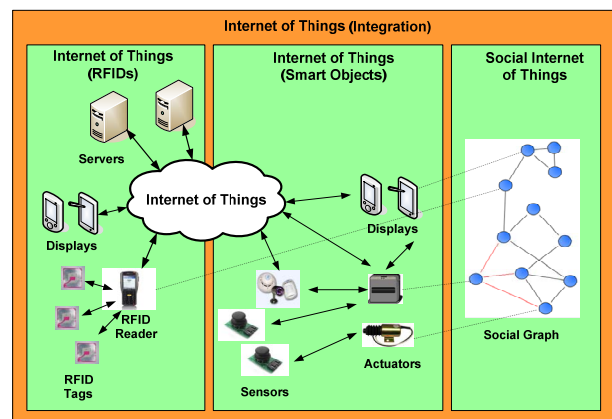 Internet of Things (Integration)
Internet of Things
(RFIDs)
Servers
Displays
RFID
Reader
RFID
Tags
Internet of Things
Internet of Things
(Smart Objects)
Displays
Sensors
Actuators
Social Internet
of Things
Social Graph